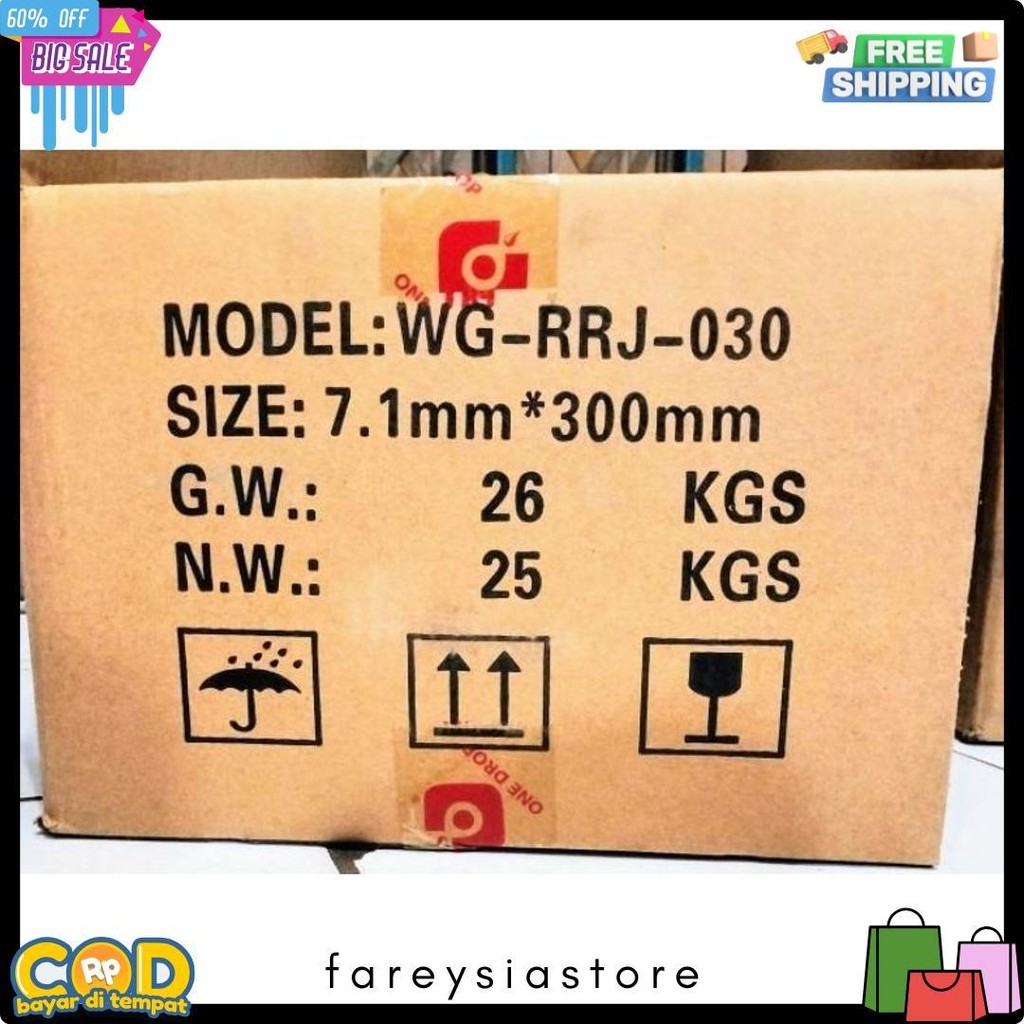 60% OFF
BIG SALE
FREE
SHIPPING
MODEL: WG-RRJ-030
SIZE: 7.1mm*300mm
G.W.: 26 KGS
N.W.: 25 KGS
ONE DROP
COD
RP
bayar di tempat
fareysiastore